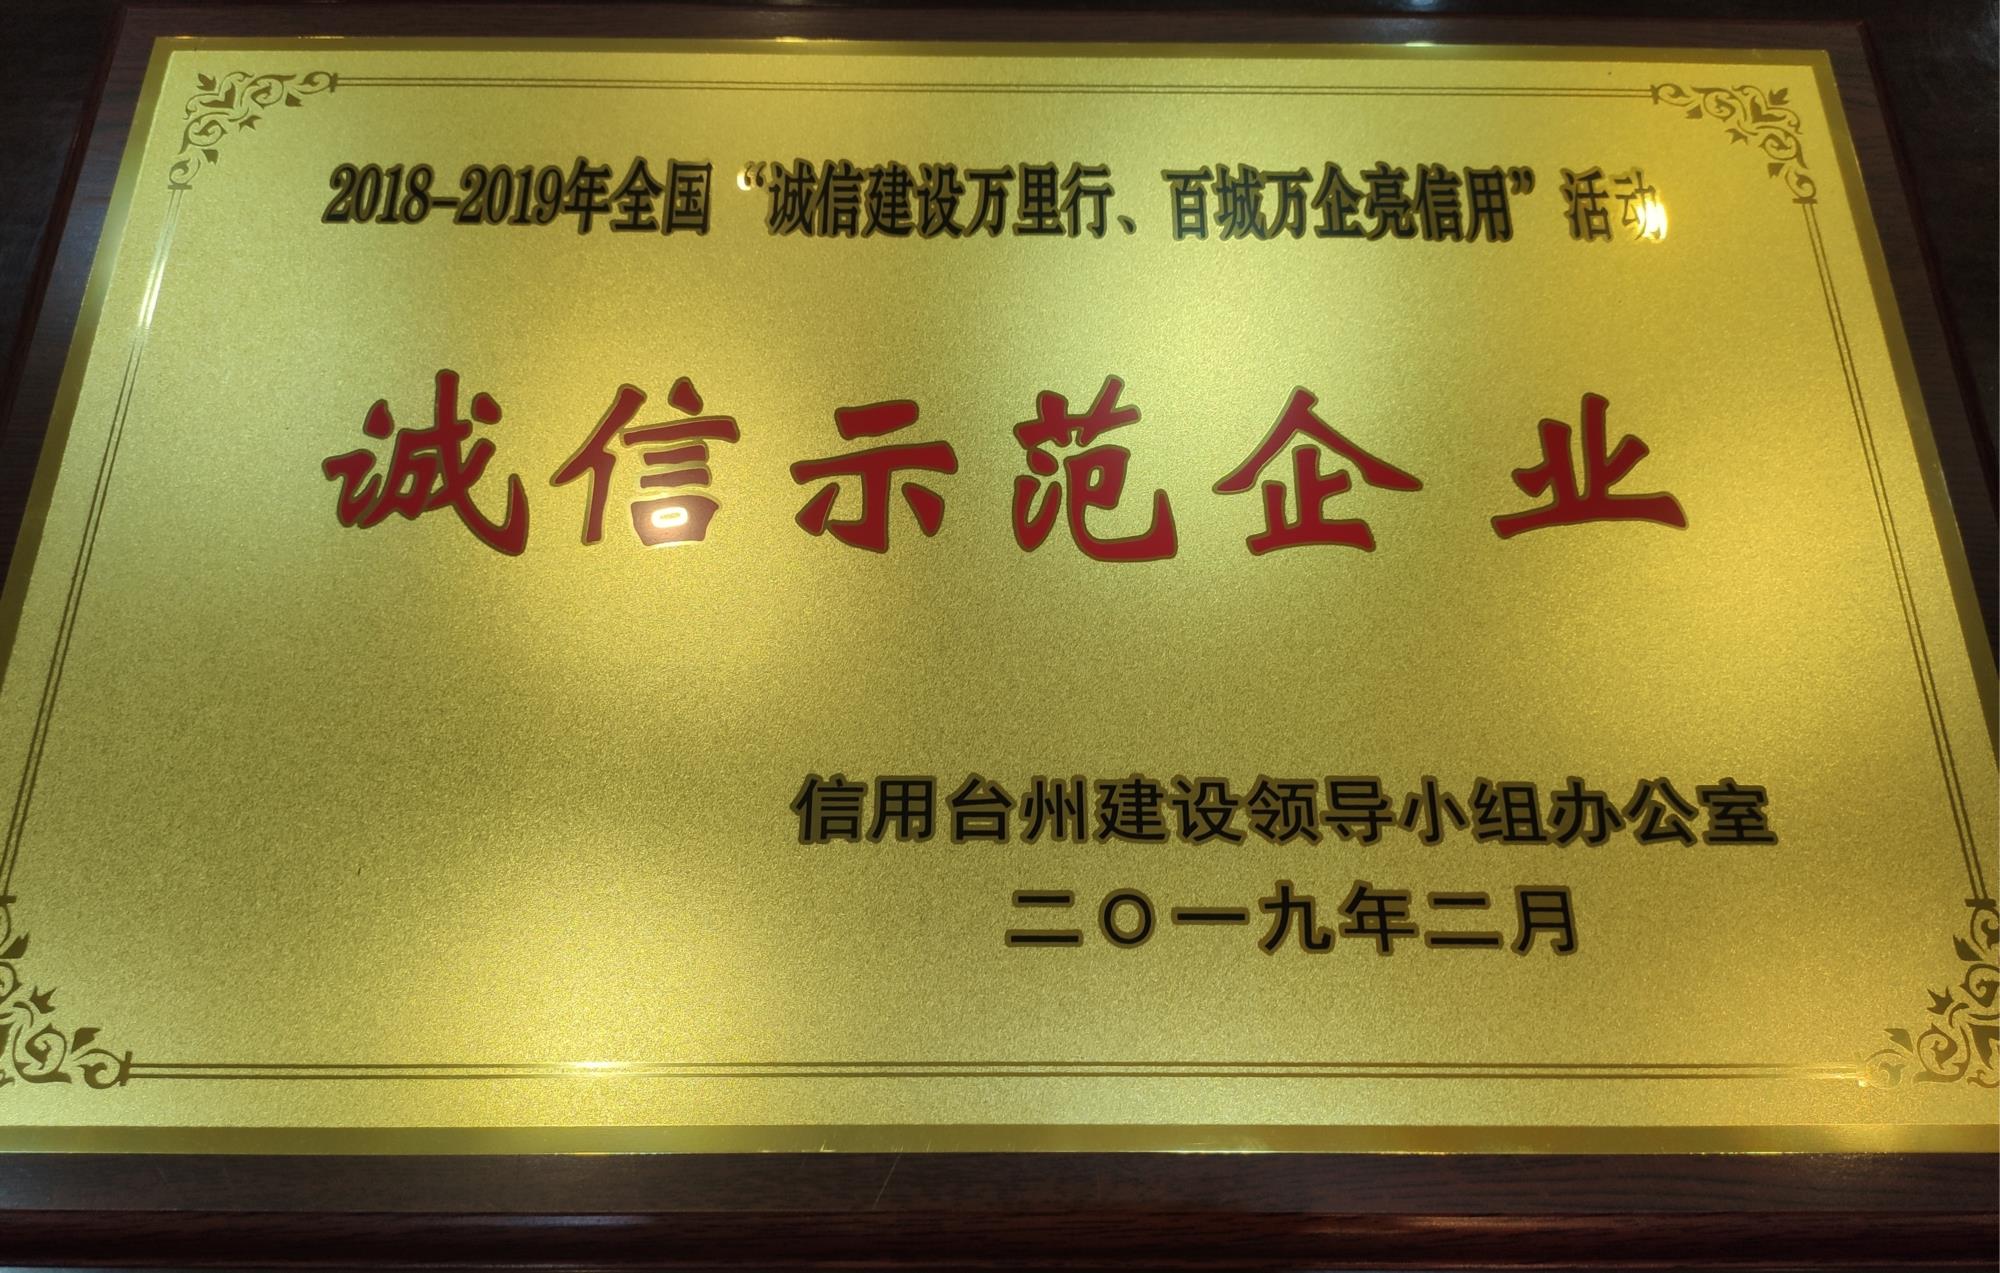 2018-2019年全国“诚信建设万里行、百城万企亮信用”活动
诚信示范企业
信用台州建设领导小组办公室
二〇一九年二月